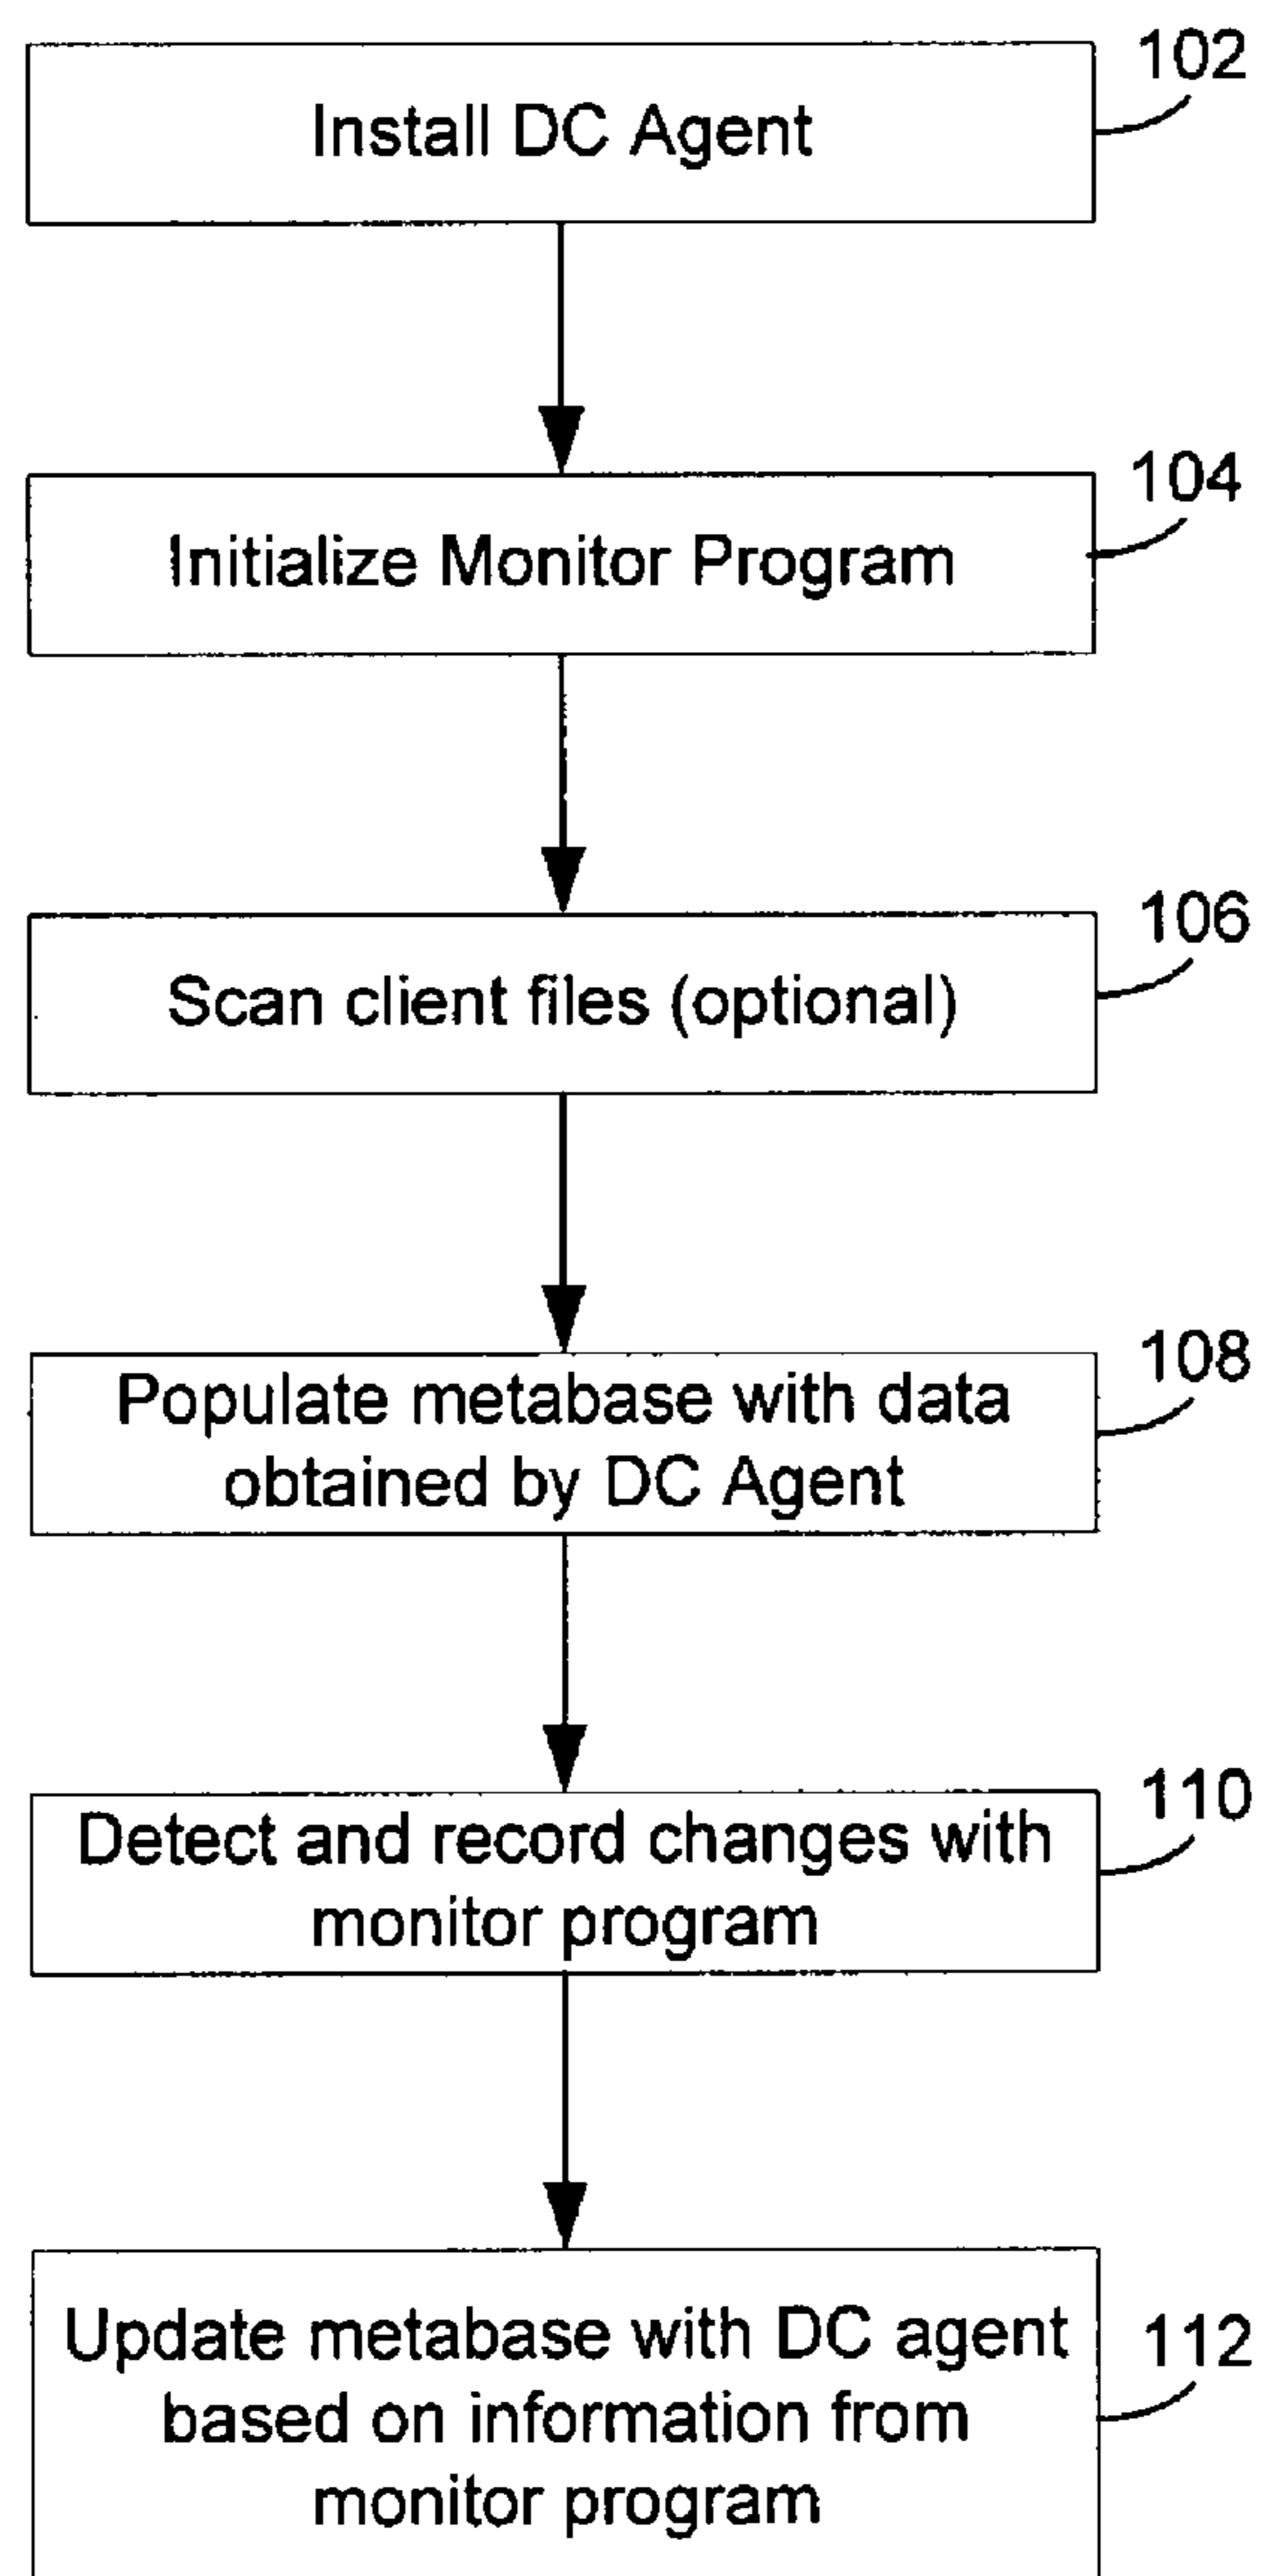 102
Install DC Agent
104
Initialize Monitor Program
106
Scan client files (optional)
108
Populate metabase with data
obtained by DC Agent
110
Detect and record changes with
monitor program
112
Update metabase with DC agent
based on information from
monitor program